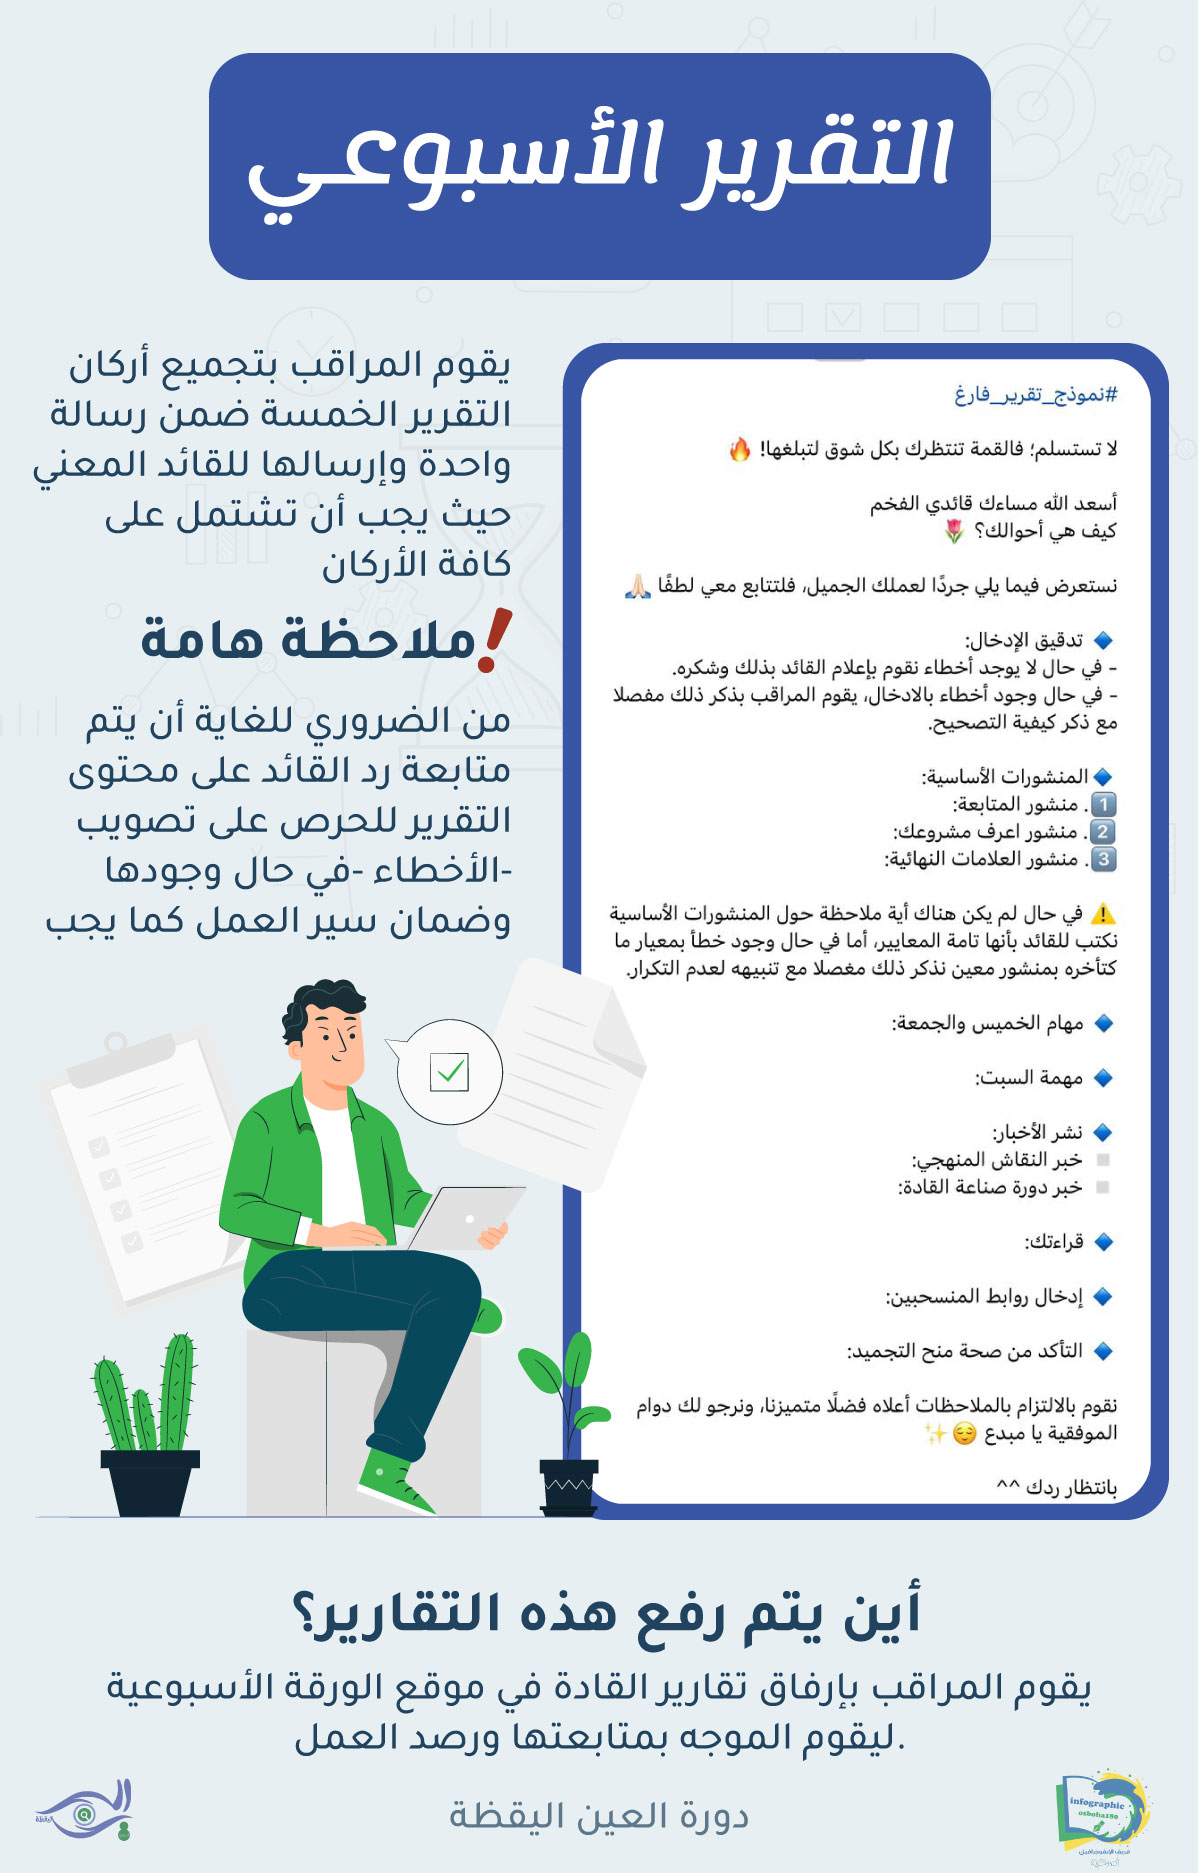 التقرير الأسبوعي
يقوم المراقب بتجميع أركان
التقرير الخمسة ضمن رسالة
واحدة وإرسالها للقائد المعني
حيث يجب أن تشتمل على
كافة الأركان
ملاحظة هامة!
من الضروري للغاية أن يتم
متابعة رد القائد على محتوى
التقرير للحرص على تصويب
-الأخطاء -في حال وجودها
وضمان سير العمل كما يجب
#نموذج_تقرير_فارغ
لا تستسلم؛ فالقمة تنتظرك بكل شوق لتبلغها! 🔥
أسعد الله مساءك قائدي الفخم
كيف هي أحوالك؟ 🌷
نستعرض فيما يلي جردًا لعملك الجميل، فلتتابع معي لطفًا 🙏🏻
🔷 تدقيق الإدخال:
- في حال لا يوجد أخطاء نقوم بإعلام القائد بذلك وشكره.
- في حال وجود أخطاء بالادخال، يقوم المراقب بذكر ذلك مفصلا
مع ذكر كيفية التصحيح.
🔷المنشورات الأساسية:
1️⃣. منشور المتابعة:
2️⃣. منشور اعرف مشروعك:
3️⃣. منشور العلامات النهائية:
⚠️ في حال لم يكن هناك أية ملاحظة حول المنشورات الأساسية
نكتب للقائد بأنها تامة المعايير، أما في حال وجود خطأ بمعيار ما
كتأخره بمنشور معين نذكر ذلك مغصلا مع تنبيهه لعدم التكرار.
🔷 مهام الخميس والجمعة:
🔷 مهمة السبت:
🔷 نشر الأخبار:
▫️ خبر النقاش المنهجي:
▫️ خبر دورة صناعة القادة:
🔷 قراءتك:
🔷 إدخال روابط المنسحبين:
🔷 التأكد من صحة منح التجميد:
نقوم بالالتزام بالملاحظات أعلاه فضلًا متميزنا، ونرجو لك دوام
الموفقية يا مبدع 😌✨
بانتظار ردك ^^
أين يتم رفع هذه التقارير؟
يقوم المراقب بإرفاق تقارير القادة في موقع الورقة الأسبوعية
.ليقوم الموجه بمتابعتها ورصد العمل
دورة العين اليقظة
اليقظة
infographic
osboha180